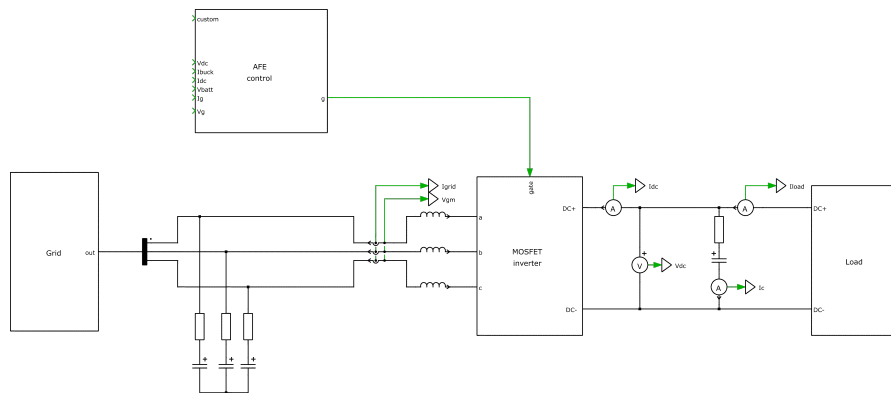 custom
Vdc
Ibuck
Idc
Vbatt
Ig
Vg
AFE
control
g
Grid
out
Igrid
Vgm
gate
a
b
c
MOSFET
inverter
DC+
DC-
A
Idc
V
Vdc
A
Iload
A
Ic
DC+
Load
DC-